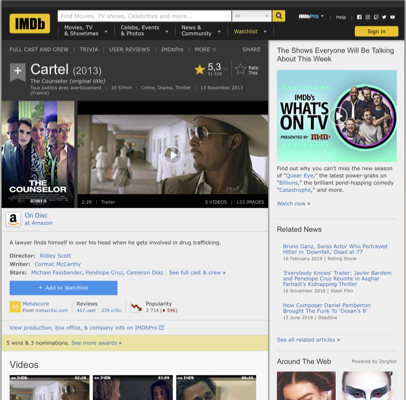 IMDb
Find Movies, TV shows, Celebrities and more...
All
IMDbPro
Help
Movies, TV
& Showtimes
Celebs, Events
& Photos
News &
Community
Watchlist
Sign in
FULL CAST AND CREW
TRIVIA
USER REVIEWS
IMDbPro
MORE
SHARE
Cartel (2013)
The Counselor (original title)
Tous publics avec avertissement
(France)
1h 57min
Crime, Drama, Thriller
13 November 2013
5,3
Rate
This
THE
COUNSELOR
2:28
Trailer
5 VIDEOS
133 IMAGES
On Disc
at Amazon
A lawyer finds himself in over his head when he gets involved in drug trafficking.
Director: Ridley Scott
Writer: Cormac McCarthy
Stars: Michael Fassbender, Penélope Cruz, Cameron Diaz | See full cast & crew »
+ Add to Watchlist
Metascore
From metacritic.com
Reviews
467 user | 339 critic
Popularity
2 714
View production, box office, & company info on IMDbPro
5 wins & 3 nominations. See more awards »
Videos
The Shows Everyone Will Be Talking
About This Week
IMDb's
WHAT'S
ON TV
PRESENTED BY
Find out why you can't miss the new season
of "Queer Eye," the latest power-grabs on
"Billions," the brilliant pond-hopping comedy
"Catastrophe," and more.
Watch now »
Related News
Bruno Ganz, Swiss Actor Who Portrayed
Hitler in 'Downfall,' Dead at 77
16 February 2019 | Rolling Stone
'Everybody Knows' Trailer: Javier Bardem
and Penelope Cruz Reunite in Asghar
Farhadi's Kidnapping Thriller
16 November 2018 | Slash Film
How Composer Daniel Pemberton
Brought The Funk To 'Ocean's 8'
15 June 2018 | Deadline
See all related articles »
Around The Web
Powered by ZergNet